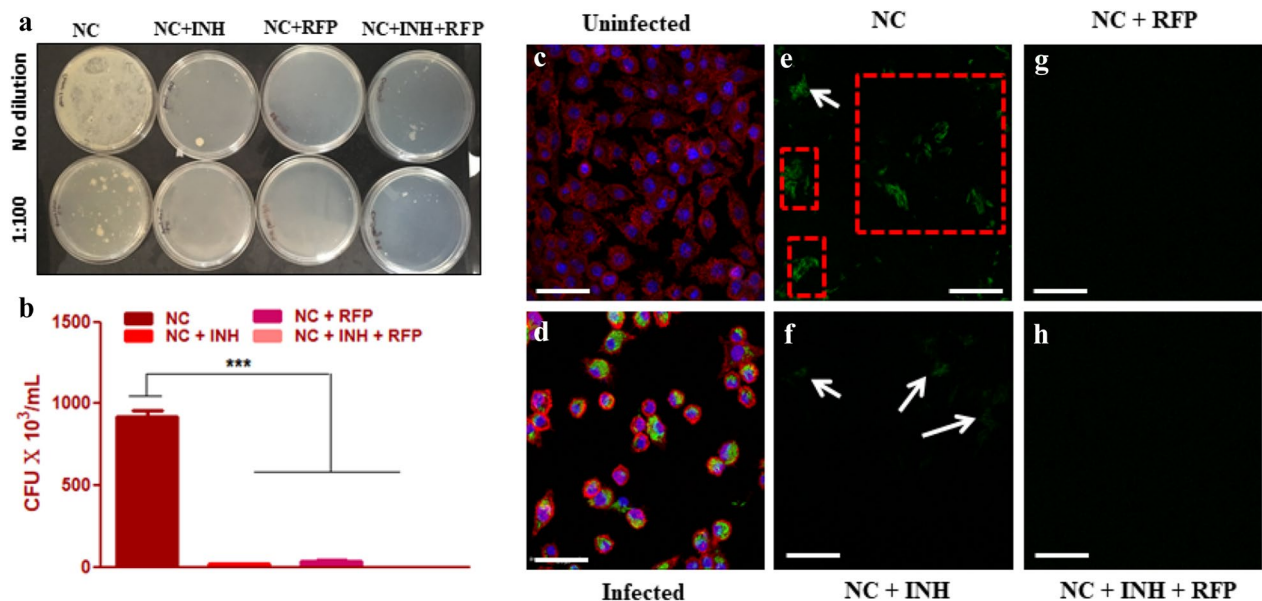 a
NC NC+INH NC+RFP NC+INH+RFP
No dilution
1:100
b
1500
1000
500
0
CFU X 10³/mL
NC
NC + INH
NC + RFP
NC + INH + RFP
***
Uninfected
NC
NC + RFP
c
e
g
d
f
h
Infected
NC + INH
NC + INH + RFP